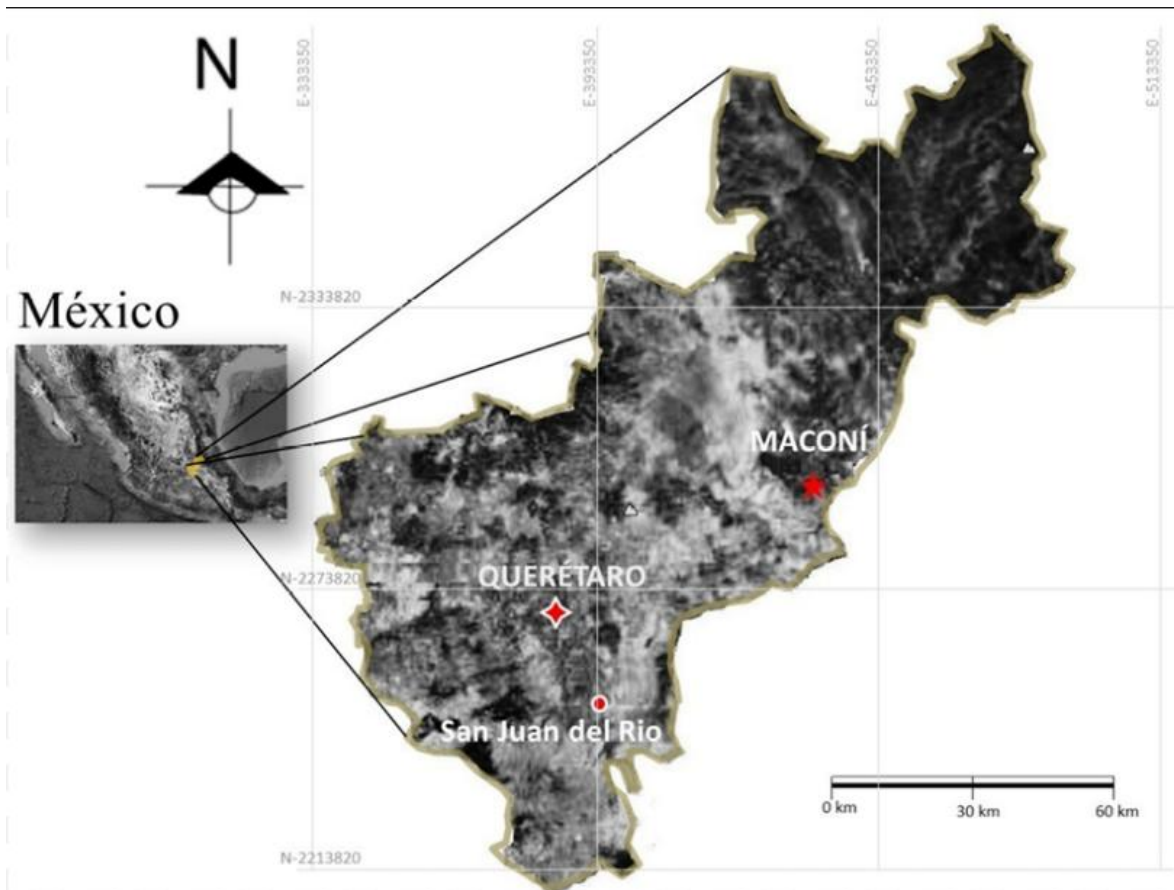 N
E-333350
E-393350
E-453350
E-513350
N-2333820
México
MACONÍ
N-2273820
QUERÉTARO
San Juan del Rio
0 km
30 km
60 km
N-2213820